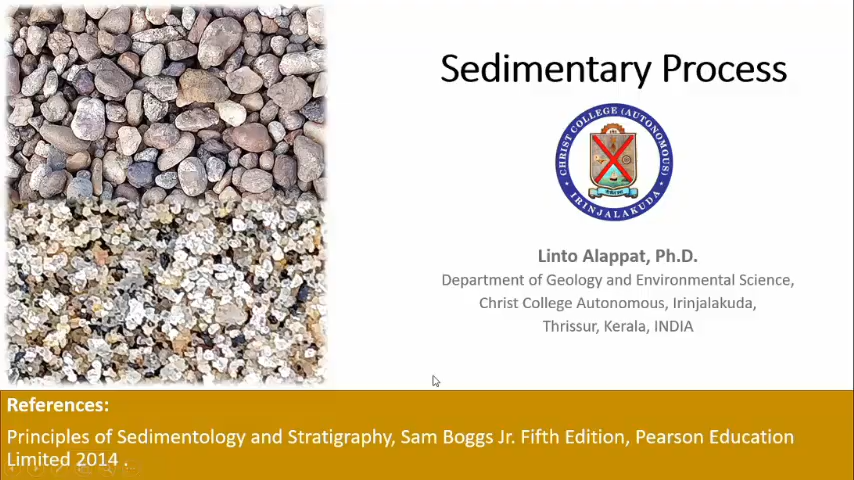 Sedimentary Process
CHRIST COLLEGE (AUTONOMOUS)
IRINJALAKUDA
Linto Alappat, Ph.D.
Department of Geology and Environmental Science,
Christ College Autonomous, Irinjalakuda,
Thrissur, Kerala, INDIA
References:
Principles of Sedimentology and Stratigraphy, Sam Boggs Jr. Fifth Edition, Pearson Education
Limited 2014 .